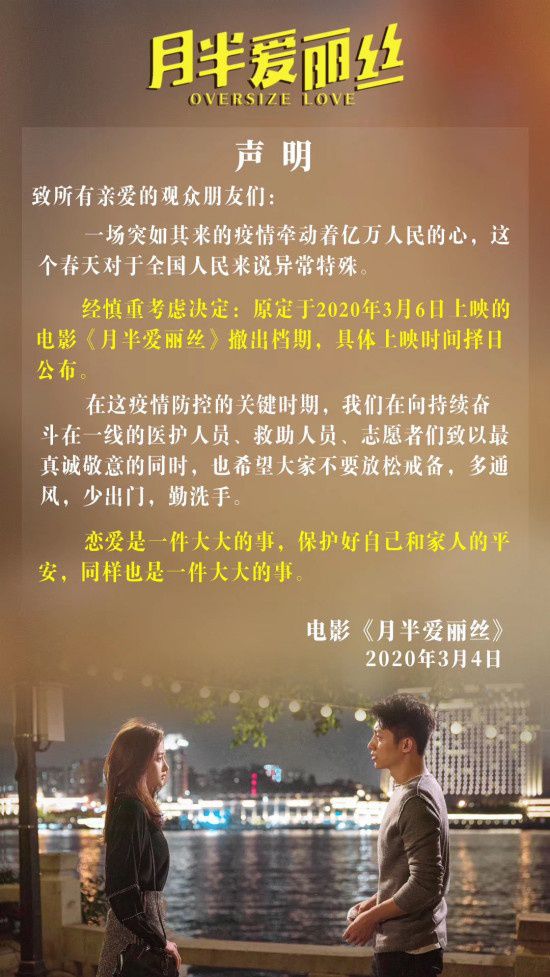 月半爱丽丝
OVERSIZE LOVE
声明
致所有亲爱的观众朋友们：
一场突如其来的疫情牵动着亿万人民的心，这
个春天对于全国人民来说异常特殊。
经慎重考虑决定：原定于2020年3月6日上映的
电影《月半爱丽丝》撤出档期，具体上映时间择日
公布。
在这疫情防控的关键时期，我们在向持续奋
斗在一线的医护人员、救助人员、志愿者们致以最
真诚敬意的同时，也希望大家不要放松戒备，多通
风，少出门，勤洗手。
恋爱是一件大大的事，保护好自己和家人的平
安，同样也是一件大大的事。
电影《月半爱丽丝》
2020年3月4日